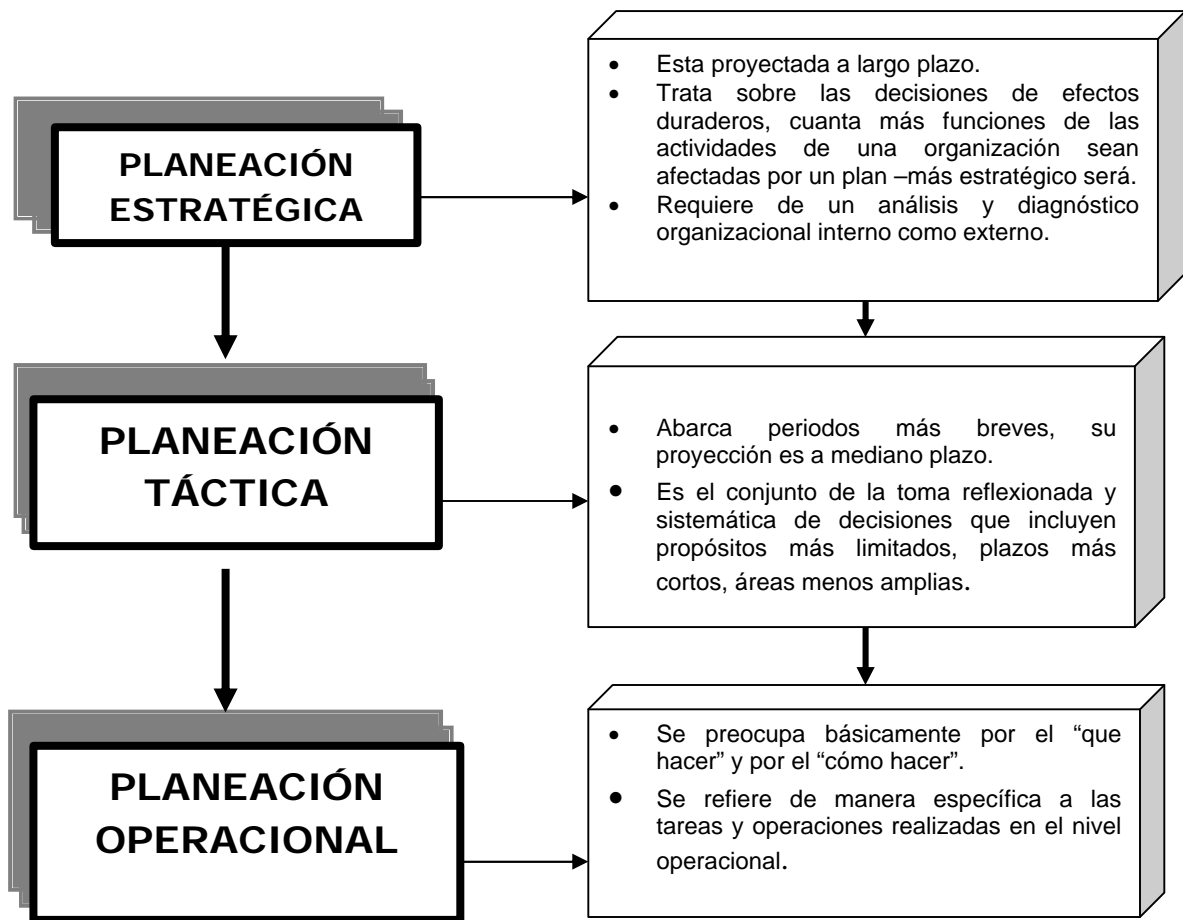 PLANEACIÓN
ESTRATÉGICA
• Esta proyectada a largo plazo.
• Trata sobre las decisiones de efectos
duraderos, cuanta más funciones de las
actividades de una organización sean
afectadas por un plan –más estratégico será.
• Requiere de un análisis y diagnóstico
organizacional interno como externo.
PLANEACIÓN
TÁCTICA
• Abarca periodos más breves, su
proyección es a mediano plazo.
• Es el conjunto de la toma reflexionada y
sistemática de decisiones que incluyen
propósitos más limitados, plazos más
cortos, áreas menos amplias.
PLANEACIÓN
OPERACIONAL
• Se preocupa básicamente por el “que
hacer” y por el “cómo hacer”.
• Se refiere de manera específica a las
tareas y operaciones realizadas en el nivel
operacional.